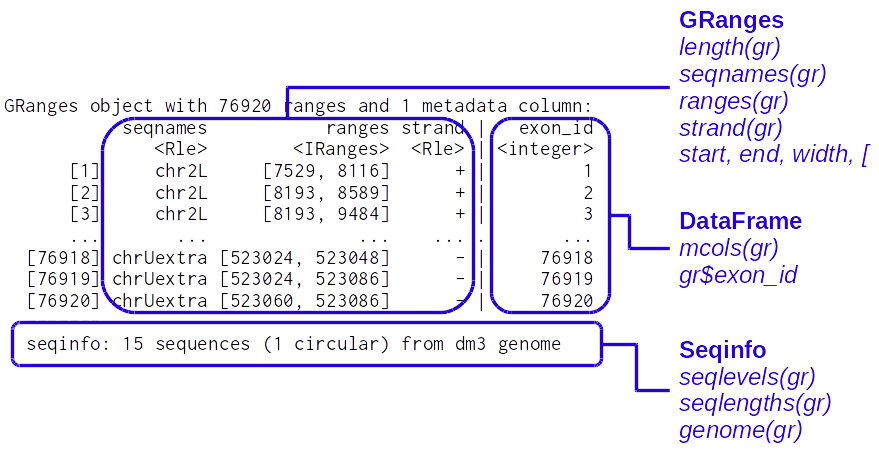 GRanges
length(gr)
seqnames(gr)
ranges(gr)
strand(gr)
start, end, width, [
GRanges object with 76920 ranges and 1 metadata column:
seqnames ranges strand | exon_id
<Rle> <IRanges> <Rle> | <integer>
[1] chr2L [7529, 8116] + | 1
[2] chr2L [8193, 8589] + | 2
[3] chr2L [8193, 9484] + | 3
... ... ... ... . ...
[76918] chrUextra [523024, 523048] - | 76918
[76919] chrUextra [523024, 523086] - | 76919
[76920] chrUextra [523060, 523086] - | 76920
seqinfo: 15 sequences (1 circular) from dm3 genome
DataFrame
mcols(gr)
gr$exon_id
Seqinfo
seqlevels(gr)
seqlengths(gr)
genome(gr)